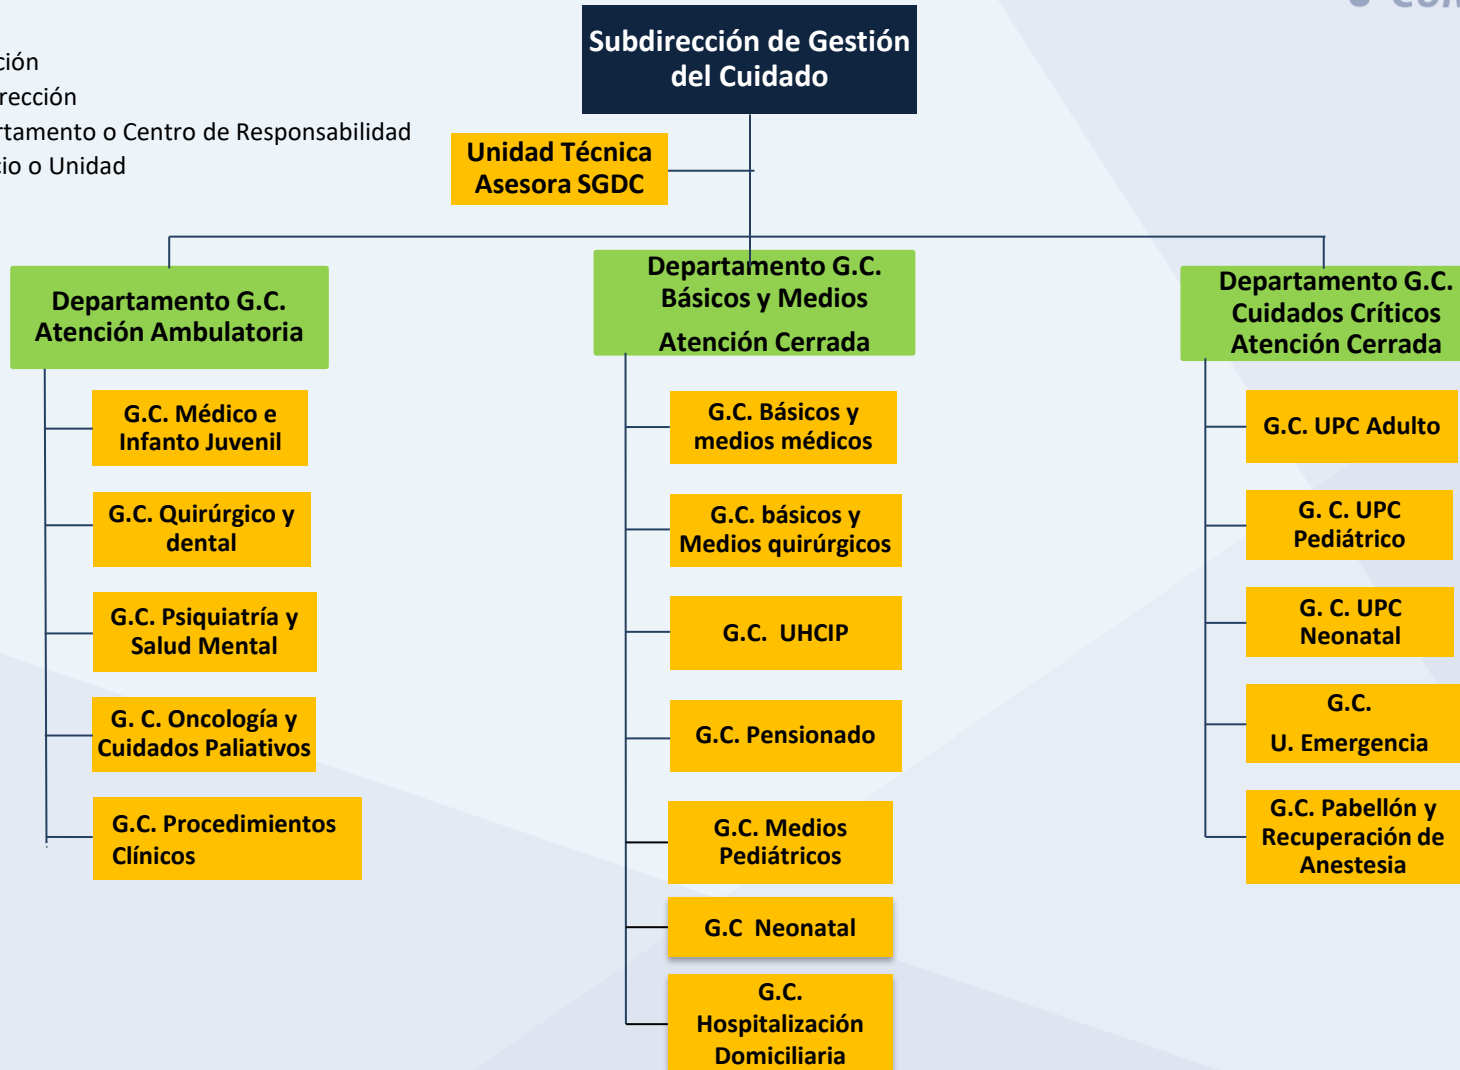 Subdirección de Gestión
del Cuidado
ción
rección
rtamento o Centro de Responsabilidad
cio o Unidad
Unidad Técnica
Asesora SGDC
Departamento G.C.
Atención Ambulatoria
G.C. Médico e
Infanto Juvenil
G.C. Quirúrgico y
dental
G.C. Psiquiatría y
Salud Mental
G. C. Oncología y
Cuidados Paliativos
G.C. Procedimientos
Clínicos
Departamento G.C.
Básicos y Medios
Atención Cerrada
G.C. Básicos y
medios médicos
G.C. básicos y
Medios quirúrgicos
G.C. UHCIP
G.C. Pensionado
G.C. Medios
Pediátricos
G.C Neonatal
G.C.
Hospitalización
Domiciliaria
Departamento G.C.
Cuidados Críticos
Atención Cerrada
G.C. UPC Adulto
G. C. UPC
Pediátrico
G. C. UPC
Neonatal
G.C.
U. Emergencia
G.C. Pabellón y
Recuperación de
Anestesia